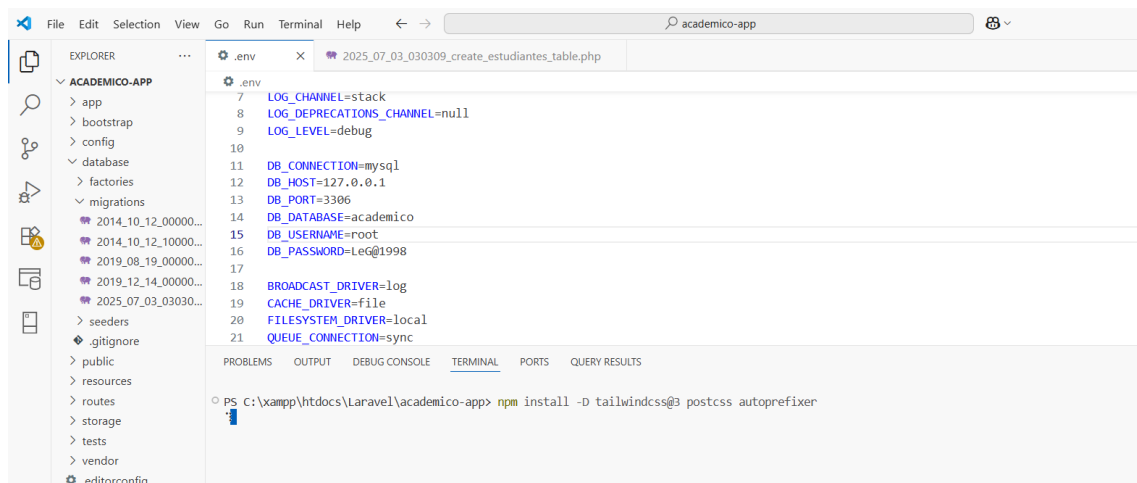 File Edit Selection View Go Run Terminal Help
academico-app
EXPLORER
ACADEMICO-APP
app
bootstrap
config
database
factories
migrations
2014_10_12_00000...
2014_10_12_10000...
2019_08_19_00000...
2019_12_14_00000...
2025_07_03_03030...
seeders
.gitignore
public
resources
routes
storage
tests
vendor
.editorconfig
.env
2025_07_03_030309_create_estudiantes_table.php
.env
7 LOG_CHANNEL=stack
8 LOG_DEPRECATIONS_CHANNEL=null
9 LOG_LEVEL=debug
10
11 DB_CONNECTION=mysql
12 DB_HOST=127.0.0.1
13 DB_PORT=3306
14 DB_DATABASE=academico
15 DB_USERNAME=root
16 DB_PASSWORD=LeG@1998
17
18 BROADCAST_DRIVER=log
19 CACHE_DRIVER=file
20 FILESYSTEM_DRIVER=local
21 QUEUE_CONNECTION=sync
PROBLEMS OUTPUT DEBUG CONSOLE TERMINAL PORTS QUERY RESULTS
PS C:\xampp\htdocs\Laravel\academico-app> npm install -D tailwindcss@3 postcss autoprefixer